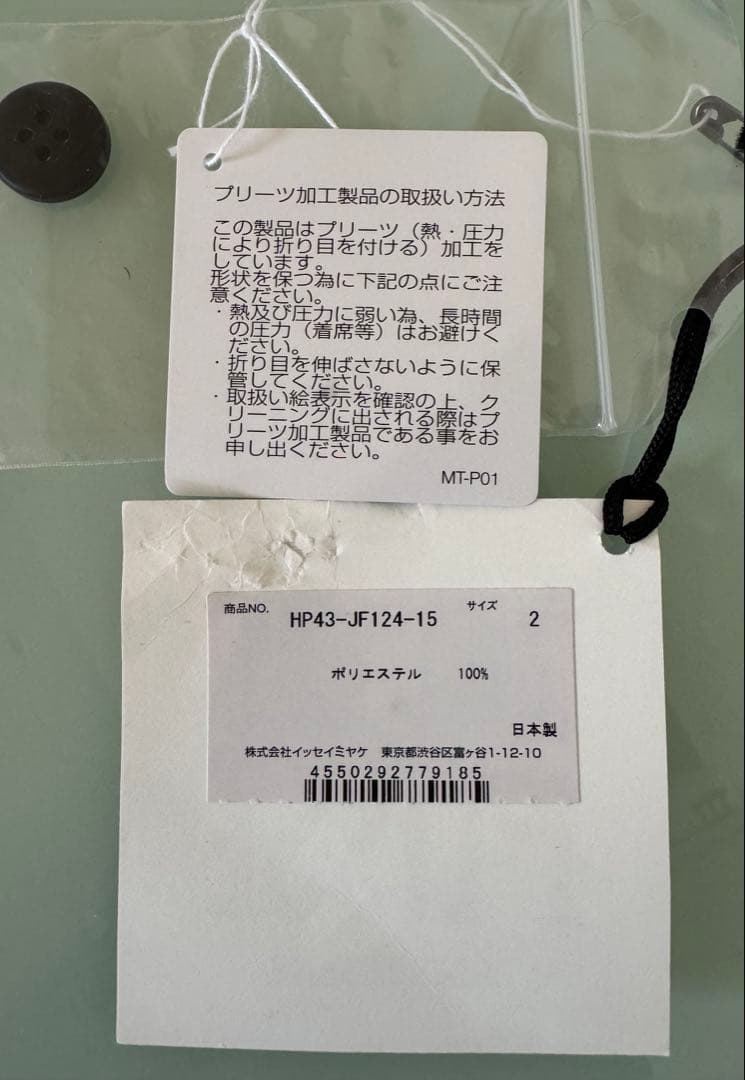 プリーツ加工製品の取扱い方法
この製品はプリーツ（熱・圧力
により折り目を付ける）加工を
しています。
形状を保つ為に下記の点にご注
意ください。
・熱及び圧力に弱い為、長時間
の圧力（着席等）はお避けく
ださい。
・折り目を伸ばさないように保
管してください。
・取扱い絵表示を確認の上、ク
リーニングに出される際はプ
リーツ加工製品である事をお
申し出ください。
MT-P01
商品NO. HP43-JF124-15 サイズ 2
ポリエステル 100%
日本製
株式会社イッセイミヤケ 東京都渋谷区富ヶ谷1-12-10
4550292779185